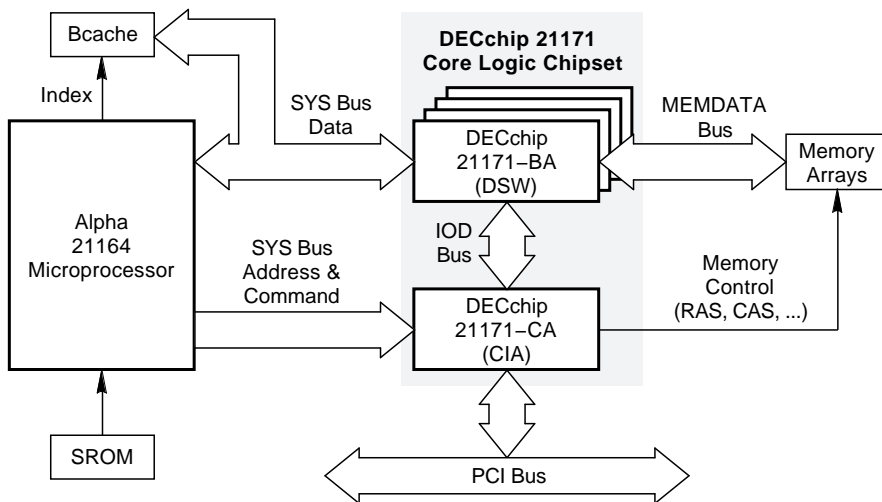 Bcache
DECchip 21171
Core Logic Chipset
Index
SYS Bus
Data
MEMDATA
Bus
DECchip
21171–BA
(DSW)
Memory
Arrays
Alpha
21164
Microprocessor
IOD
Bus
SYS Bus
Address &
Command
Memory
Control
(RAS, CAS, ...)
DECchip
21171–CA
(CIA)
SROM
PCI Bus